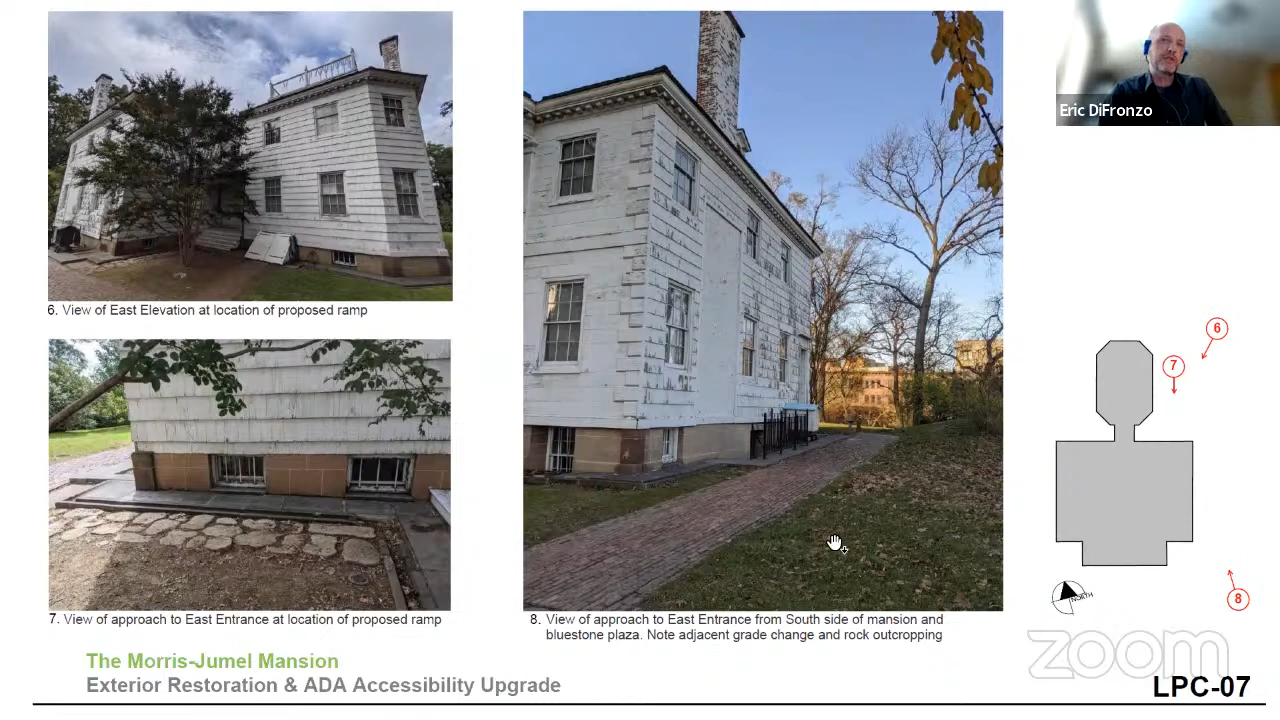 Eric DiFronzo
6. View of East Elevation at location of proposed ramp
7. View of approach to East Entrance at location of proposed ramp
8. View of approach to East Entrance from South side of mansion and
bluestone plaza. Note adjacent grade change and rock outcropping
6
7
NORTH
8
The Morris-Jumel Mansion
Exterior Restoration & ADA Accessibility Upgrade
zoom
LPC-07